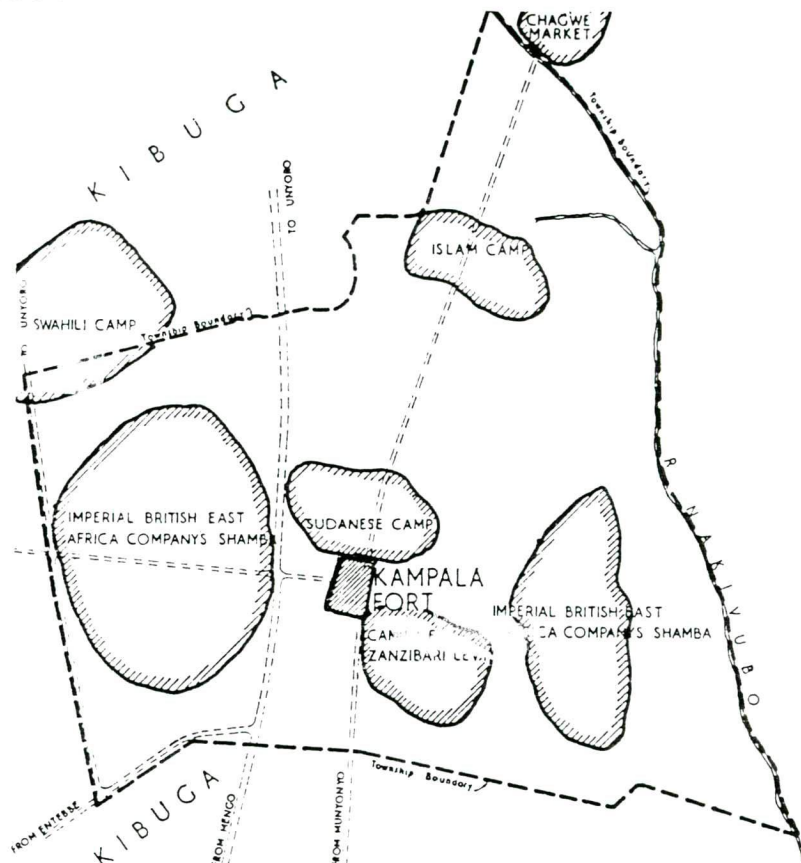 CHAGWE
MARKET
Township Boundary
KIBUGA
TO UNYORO
ISLAM CAMP
UNYORO
SWAHILI CAMP
Township Boundary
R NAKIVUBO
IMPERIAL BRITISH EAST
AFRICA COMPANYS SHAMBA
SUDANESE CAMP
KAMPALA
FORT
IMPERIAL BRITISH EAST
CA COMPANYS SHAMBA
ZANZIBARI
Township Boundary
KIBUGA
FROM ENTEBBE
FROM MENGO
FROM MUNYONYO